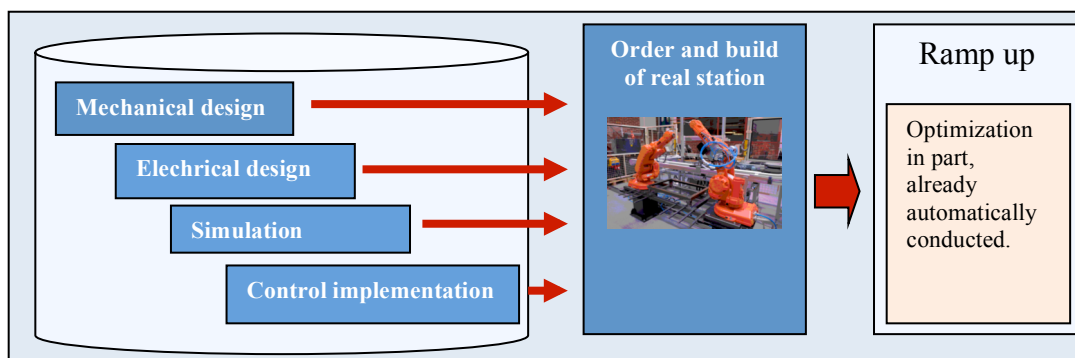 Mechanical design
Elechrical design
Simulation
Control implementation
Order and build
of real station
Ramp up
Optimization
in part,
already
automatically
conducted.